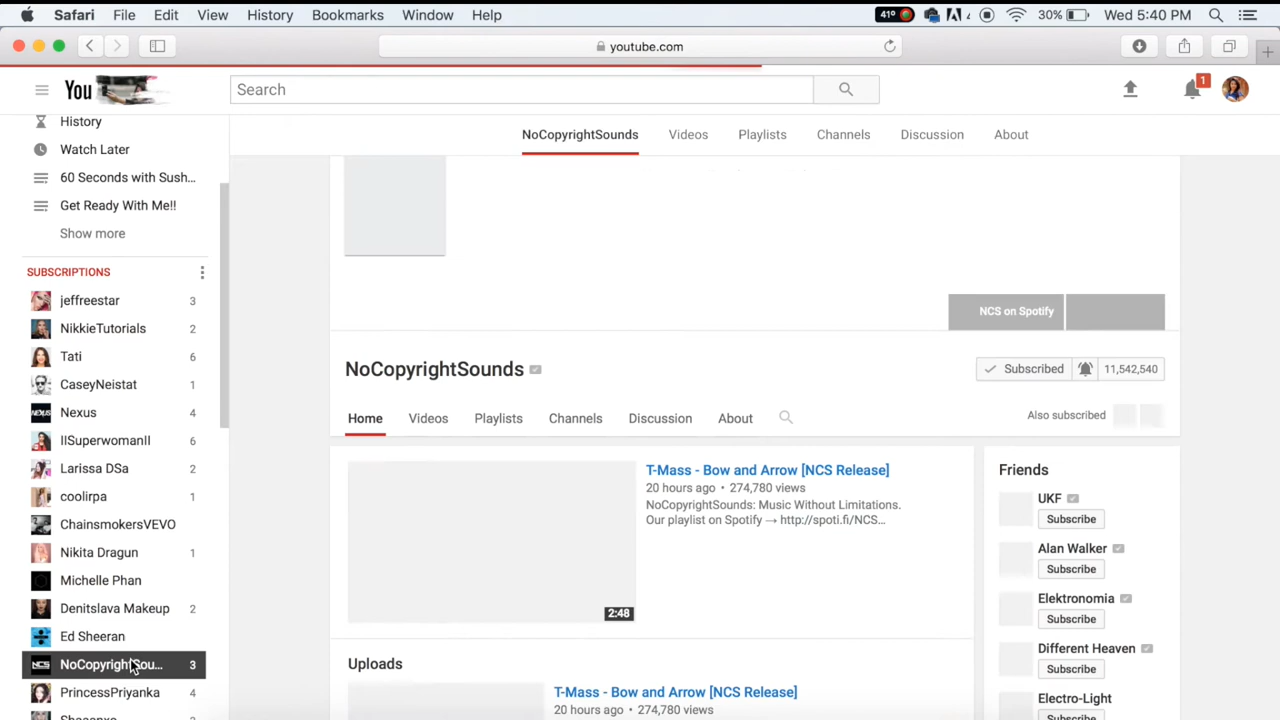 Safari File Edit View History Bookmarks Window Help 41° 30% Wed 5:40 PM
youtube.com
You Search 1
History
Watch Later
60 Seconds with Sush...
Get Ready With Me!!
Show more
SUBSCRIPTIONS
jeffreestar 3
NikkieTutorials 2
Tati 6
CaseyNeistat 1
Nexus 4
IISuperwomanII 6
Larissa DSa 2
coolirpa 1
ChainsmokersVEVO
Nikita Dragun 1
Michelle Phan
Denitslava Makeup 2
Ed Sheeran
NCS NoCopyrightSou... 3
PrincessPriyanka 4
NoCopyrightSounds Videos Playlists Channels Discussion About
NCS on Spotify
NoCopyrightSounds
Subscribed 11,542,540
Home Videos Playlists Channels Discussion About
Also subscribed
T-Mass - Bow and Arrow [NCS Release]
20 hours ago • 274,780 views
NoCopyrightSounds: Music Without Limitations.
Our playlist on Spotify → http://spoti.fi/NCS...
2:48
Uploads
T-Mass - Bow and Arrow [NCS Release]
20 hours ago • 274,780 views
Friends
UKF
Subscribe
Alan Walker
Subscribe
Elektronomia
Subscribe
Different Heaven
Subscribe
Electro-Light
Subscribe